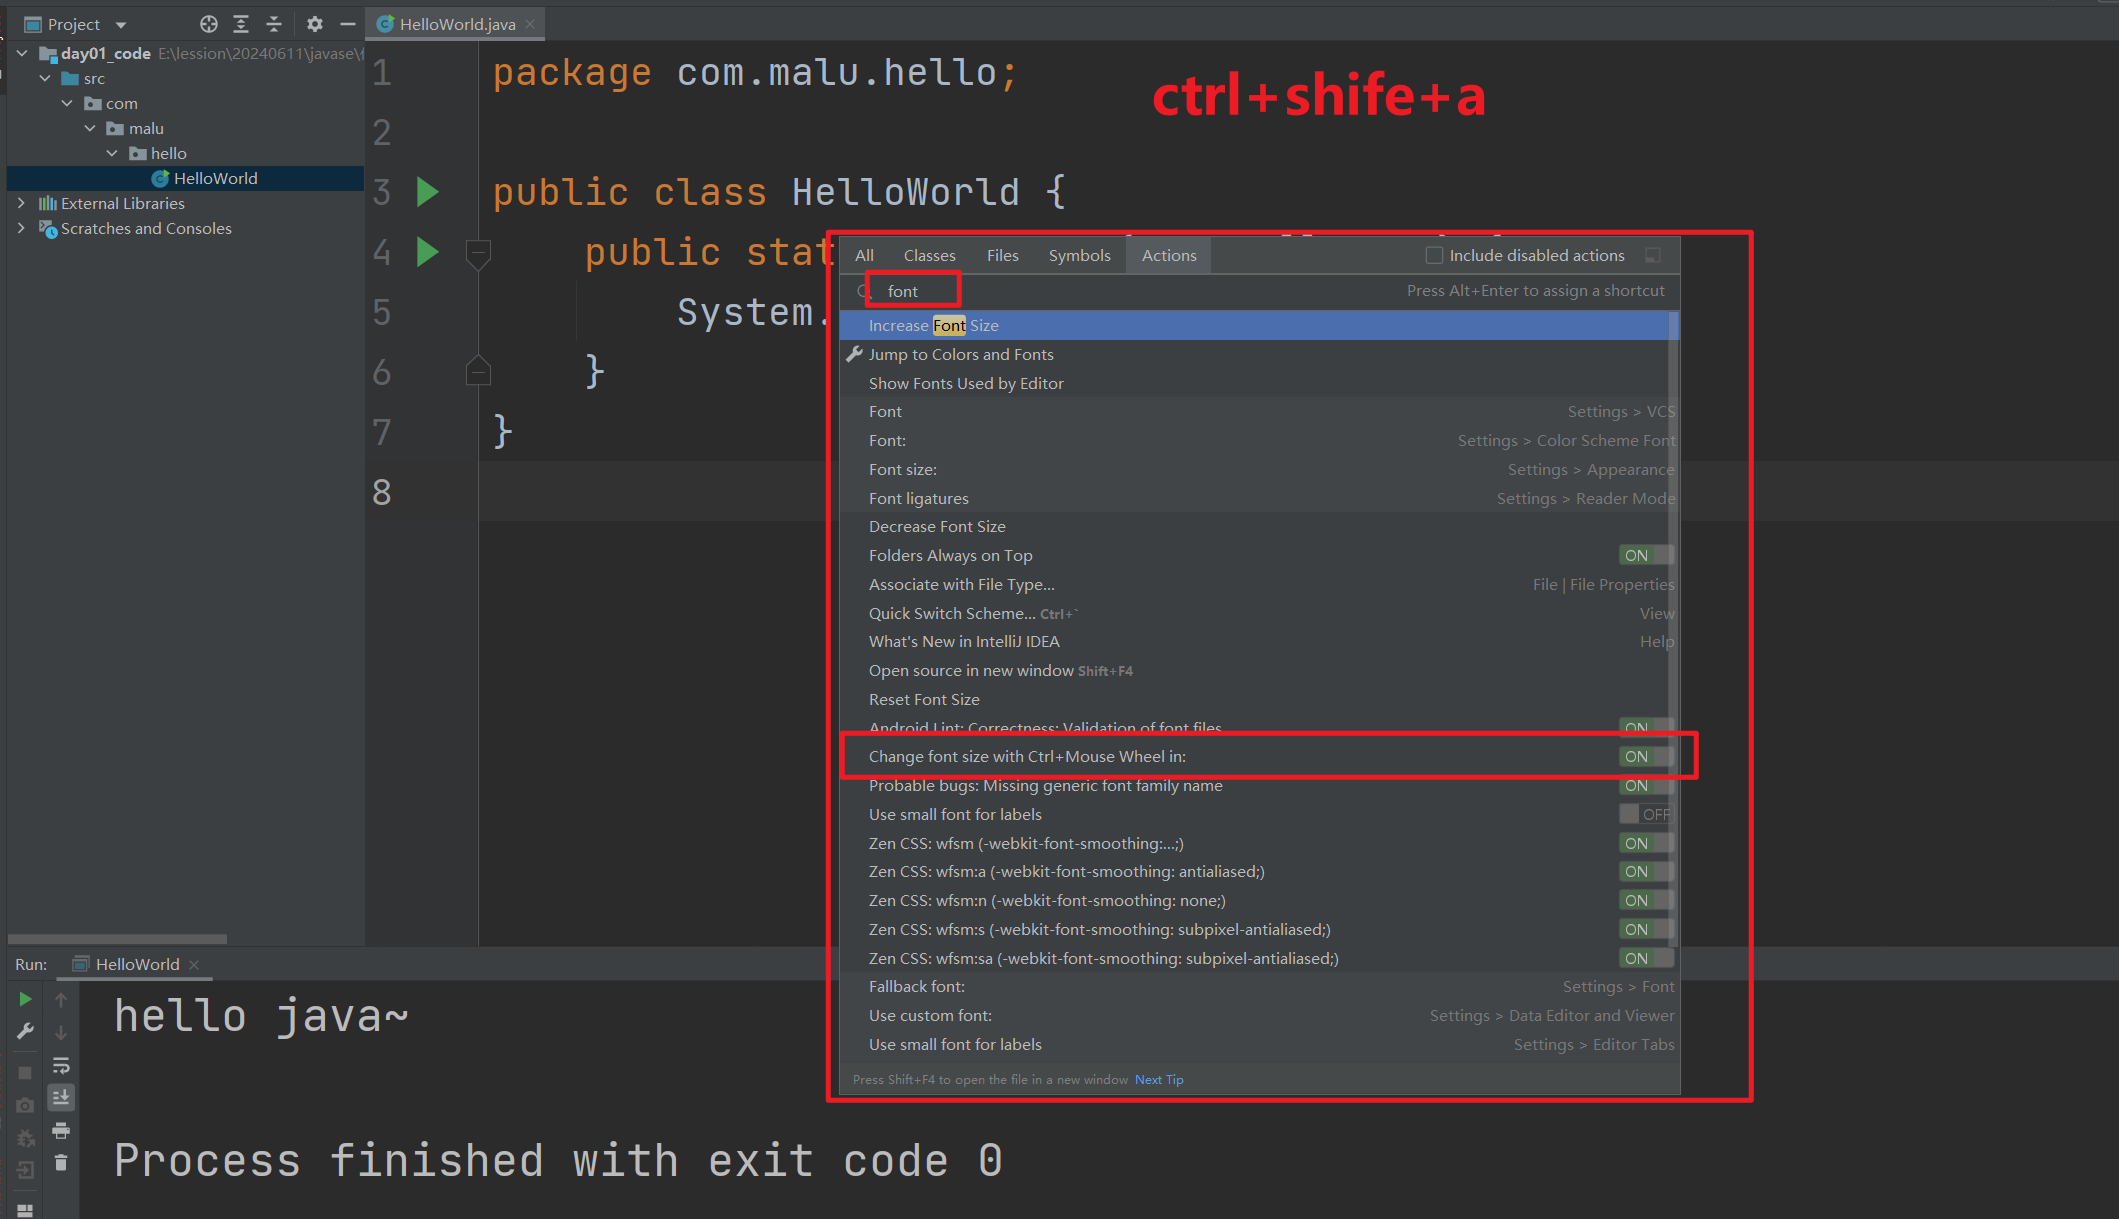 Project
HelloWorld.java
day01_code E:\lession\20240611\javase\
src
com
malu
hello
HelloWorld
External Libraries
Scratches and Consoles
1 package com.malu.hello;
2
3 public class HelloWorld {
4 public stat
5 System.
6 }
7 }
8
ctrl+shife+a
All Classes Files Symbols Actions Include disabled actions
font Press Alt+Enter to assign a shortcut
Increase Font Size
Jump to Colors and Fonts
Show Fonts Used by Editor
Font Settings > VCS
Font: Settings > Color Scheme Font
Font size: Settings > Appearance
Font ligatures Settings > Reader Mode
Decrease Font Size
Folders Always on Top ON
Associate with File Type... File | File Properties
Quick Switch Scheme... Ctrl+` View
What's New in IntelliJ IDEA Help
Open source in new window Shift+F4
Reset Font Size
Android Lint: Correctness: Validation of font files ON
Change font size with Ctrl+Mouse Wheel in: ON
Probable bugs: Missing generic font family name ON
Use small font for labels OFF
Zen CSS: wfsm (-webkit-font-smoothing:...;) ON
Zen CSS: wfsm:a (-webkit-font-smoothing: antialiased;) ON
Zen CSS: wfsm:n (-webkit-font-smoothing: none;) ON
Zen CSS: wfsm:s (-webkit-font-smoothing: subpixel-antialiased;) ON
Zen CSS: wfsm:sa (-webkit-font-smoothing: subpixel-antialiased;) ON
Fallback font: Settings > Font
Use custom font: Settings > Data Editor and Viewer
Use small font for labels Settings > Editor Tabs
Press Shift+F4 to open the file in a new window Next Tip
Run: HelloWorld
hello java~
Process finished with exit code 0